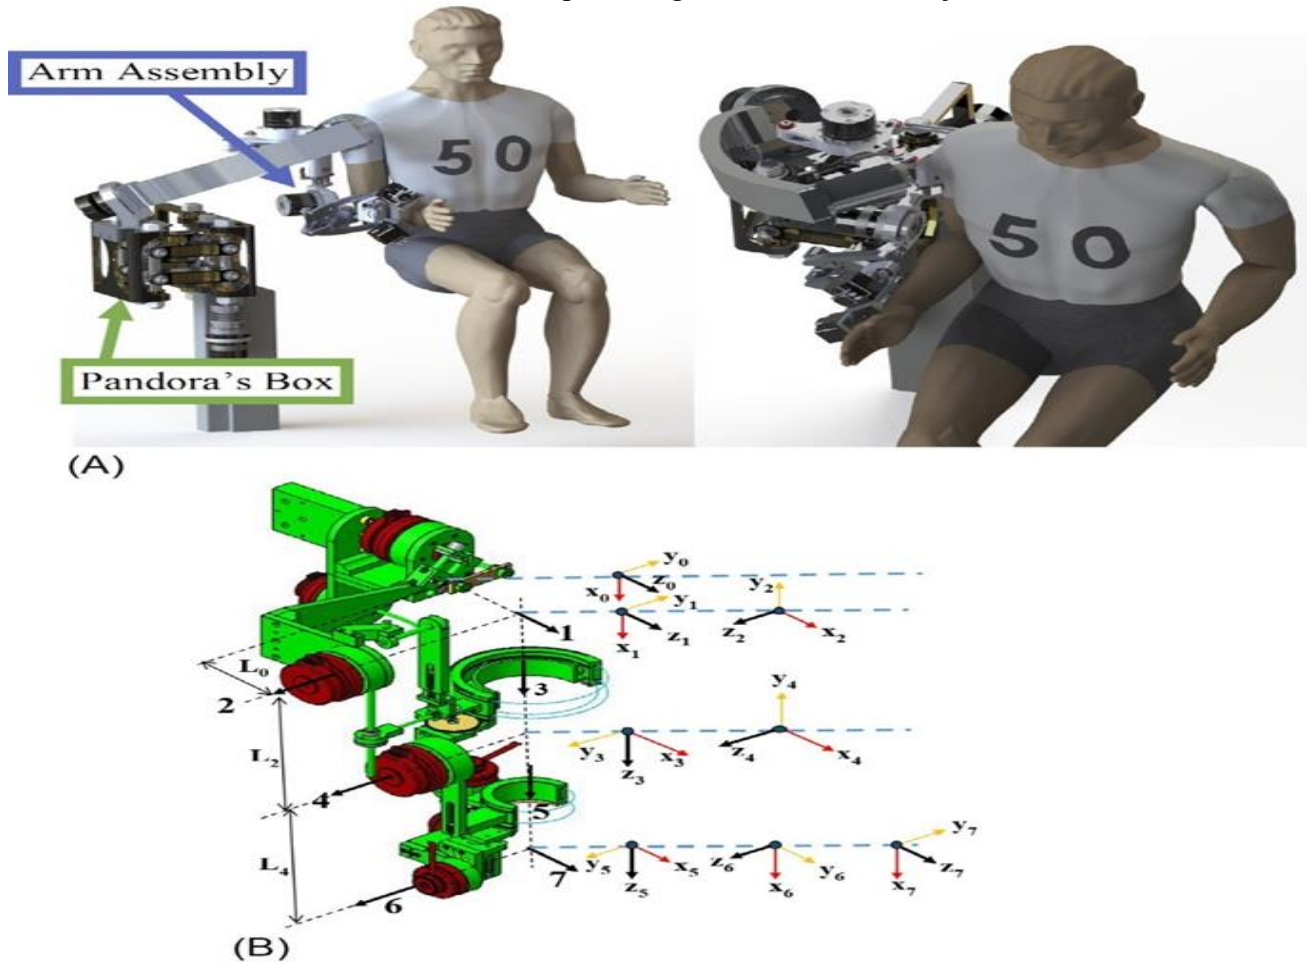 Arm Assembly
50
50
Pandora's Box
(A)
y₀
z₀
x₀
y₁
y₂
1
z₁
x₁
z₂
x₂
L₀
2
3
y₄
L₂
y₃
x₃
z₃
z₄
x₄
4
5
L₄
y₅
x₅
z₅
z₆
y₆
x₆
y₇
z₇
x₇
7
6
(B)